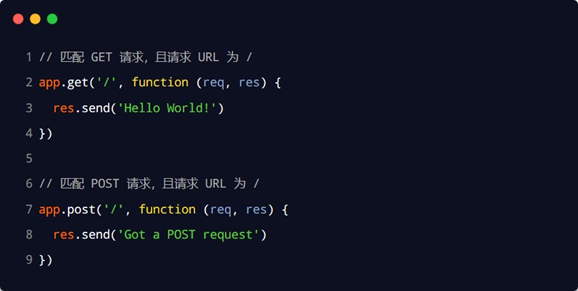 1 // 匹配 GET 请求，且请求 URL 为 /
2 app.get('/', function (req, res) {
3   res.send('Hello World!')
4 })
5
6 // 匹配 POST 请求，且请求 URL 为 /
7 app.post('/', function (req, res) {
8   res.send('Got a POST request')
9 })